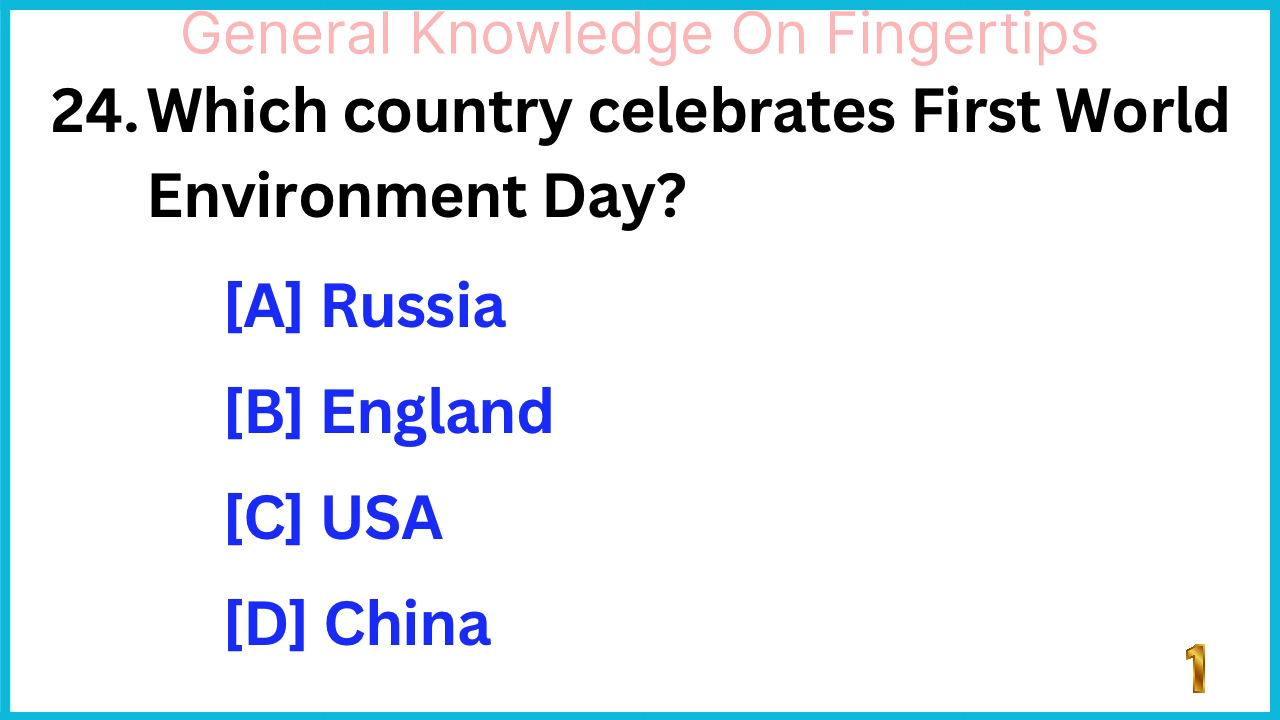 General Knowledge On Fingertips
24. Which country celebrates First World
Environment Day?
[A] Russia
[B] England
[C] USA
[D] China
1